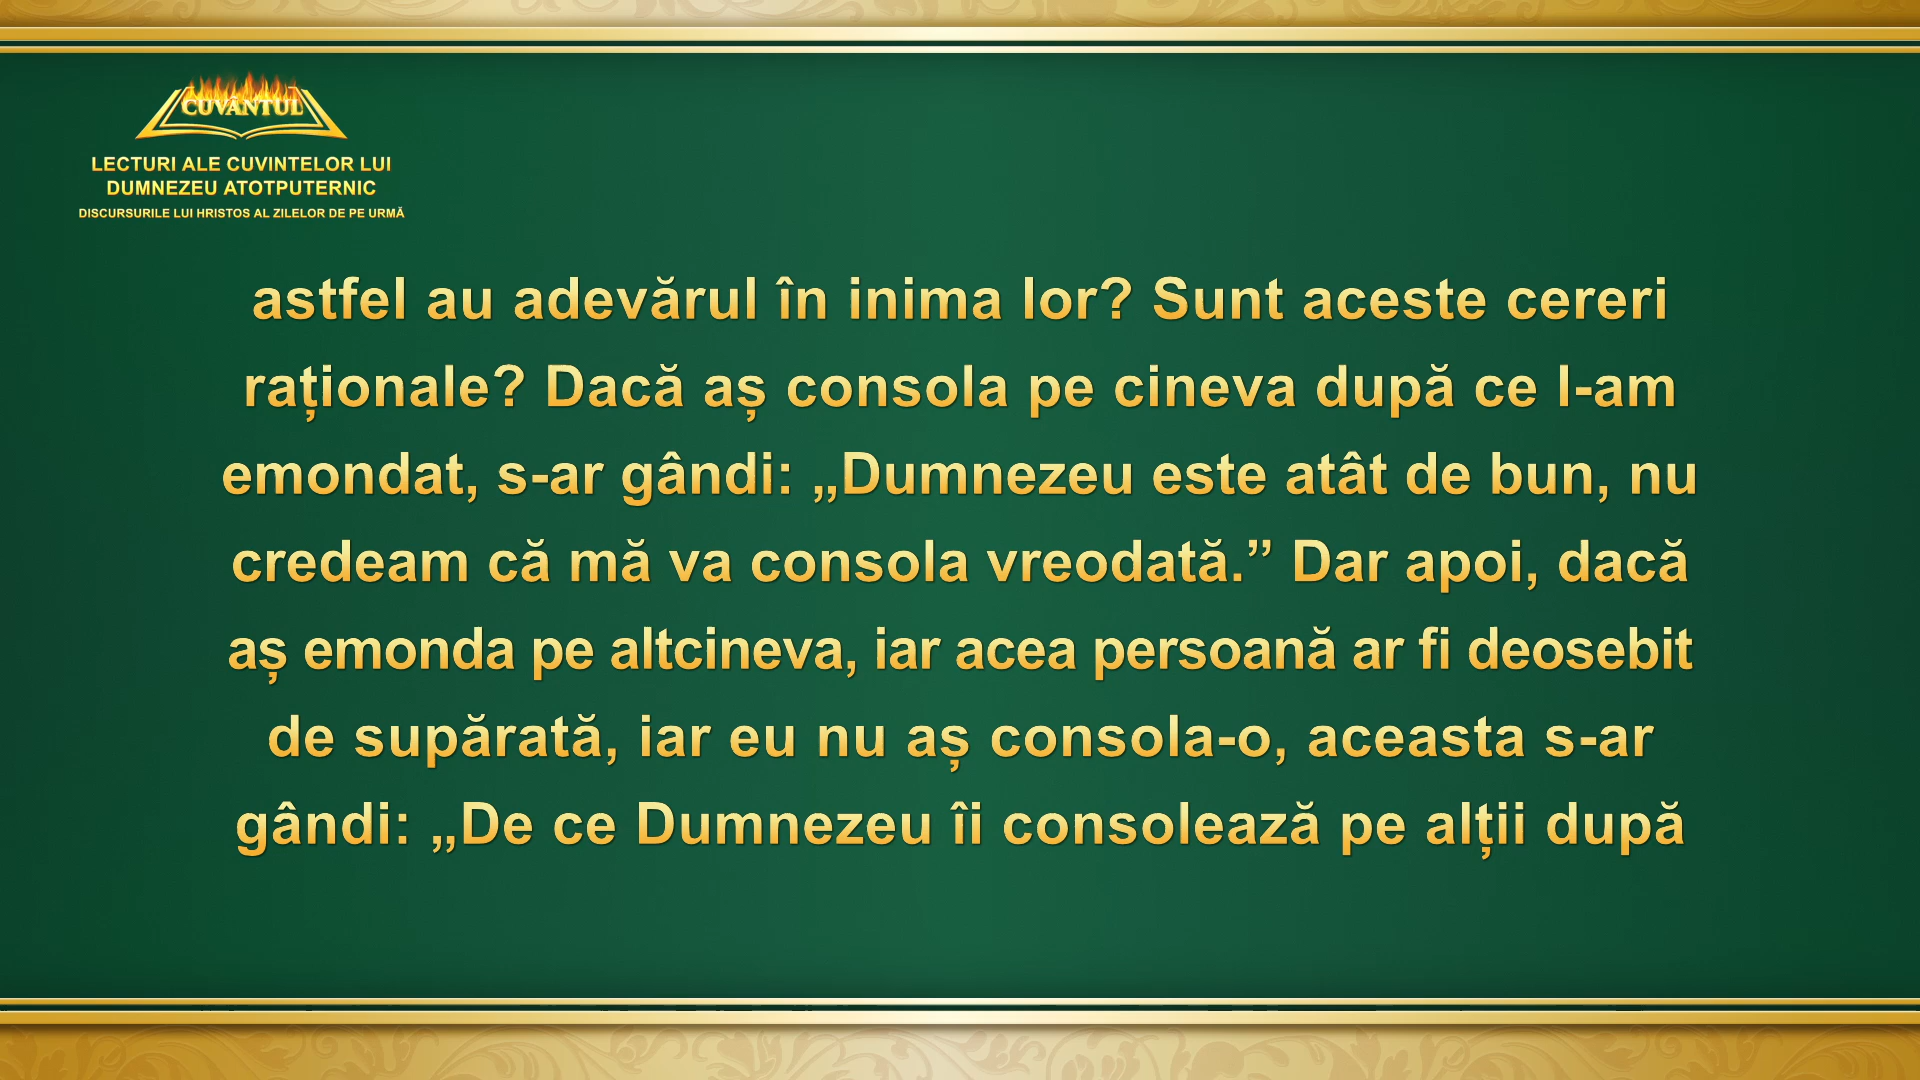 CUVÂNTUL
LECTURI ALE CUVINTELOR LUI
DUMNEZEU ATOTPUTERNIC
DISCURSURILE LUI HRISTOS AL ZILELOR DE PE URMĂ
astfel au adevărul în inima lor? Sunt aceste cereri
raționale? Dacă aș consola pe cineva după ce l-am
emondat, s-ar gândi: „Dumnezeu este atât de bun, nu
credeam că mă va consola vreodată.” Dar apoi, dacă
aș emonda pe altcineva, iar acea persoană ar fi deosebit
de supărată, iar eu nu aș consola-o, aceasta s-ar
gândi: „De ce Dumnezeu îi consolează pe alții după